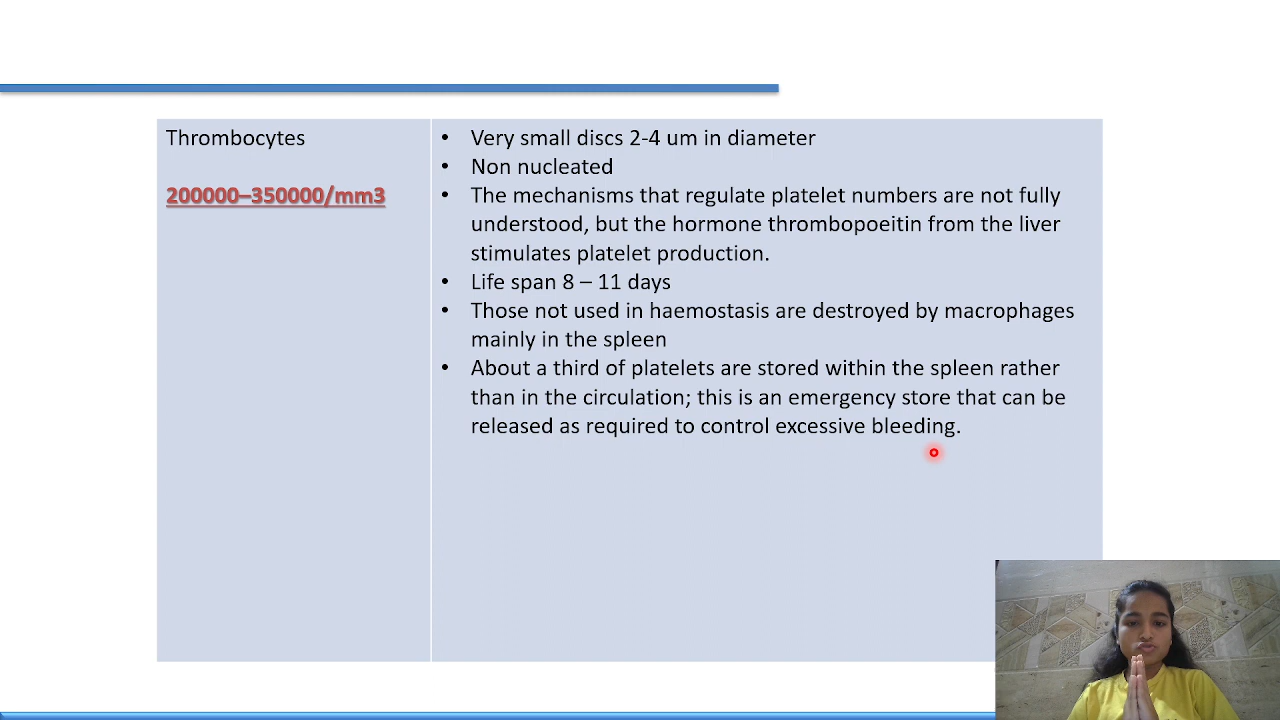 Thrombocytes
200000–350000/mm3
• Very small discs 2-4 um in diameter
• Non nucleated
• The mechanisms that regulate platelet numbers are not fully
understood, but the hormone thrombopoeitin from the liver
stimulates platelet production.
• Life span 8 – 11 days
• Those not used in haemostasis are destroyed by macrophages
mainly in the spleen
• About a third of platelets are stored within the spleen rather
than in the circulation; this is an emergency store that can be
released as required to control excessive bleeding.